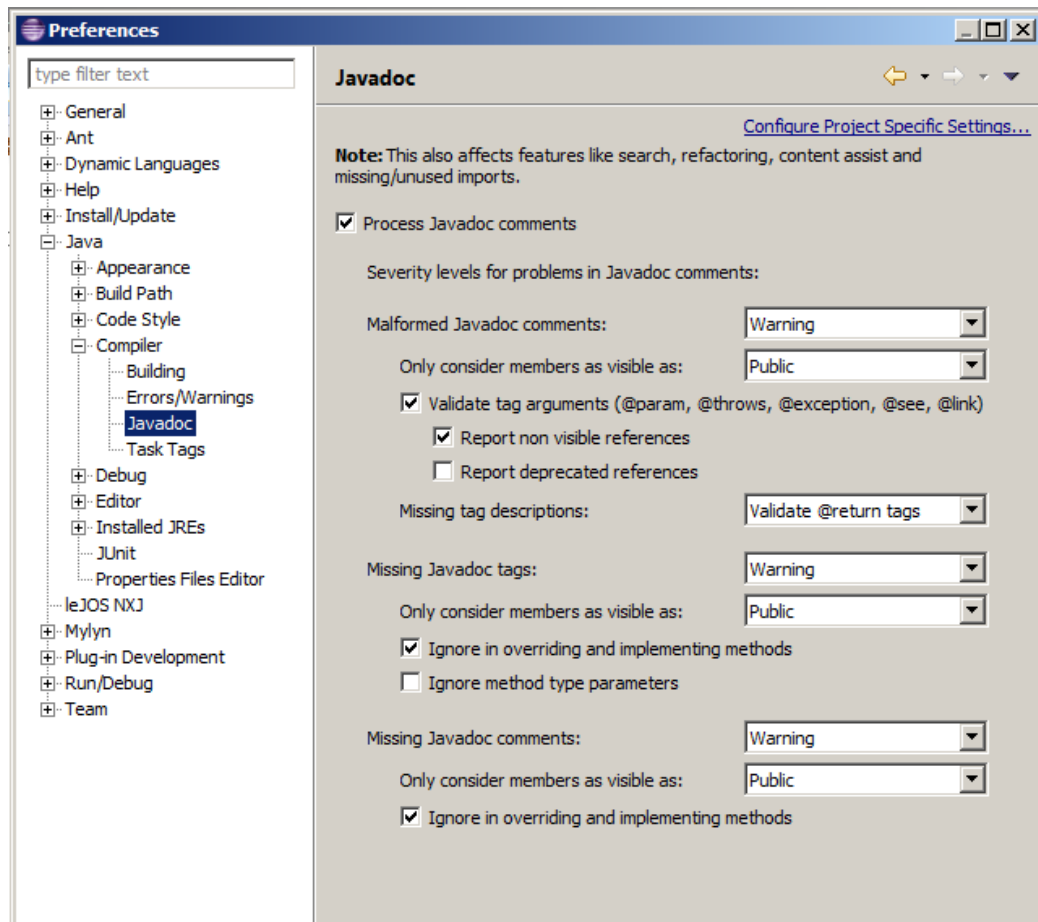 Preferences
type filter text
General
Ant
Dynamic Languages
Help
Install/Update
Java
Appearance
Build Path
Code Style
Compiler
Building
Errors/Warnings
Javadoc
Task Tags
Debug
Editor
Installed JREs
JUnit
Properties Files Editor
leJOS NXJ
Mylyn
Plug-in Development
Run/Debug
Team
Javadoc
Configure Project Specific Settings...
Note: This also affects features like search, refactoring, content assist and
missing/unused imports.
Process Javadoc comments
Severity levels for problems in Javadoc comments:
Malformed Javadoc comments: Warning
Only consider members as visible as: Public
Validate tag arguments (@param, @throws, @exception, @see, @link)
Report non visible references
Report deprecated references
Missing tag descriptions: Validate @return tags
Missing Javadoc tags: Warning
Only consider members as visible as: Public
Ignore in overriding and implementing methods
Ignore method type parameters
Missing Javadoc comments: Warning
Only consider members as visible as: Public
Ignore in overriding and implementing methods